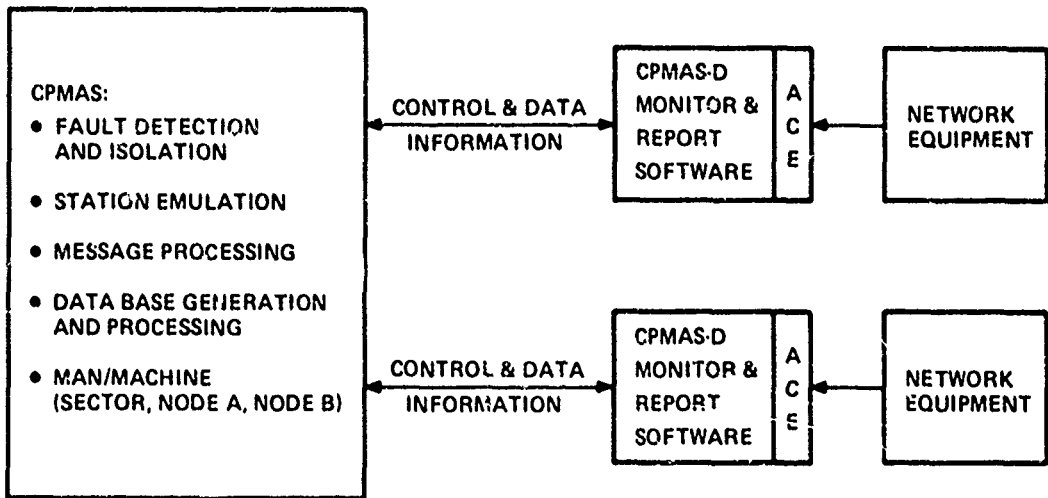 CPMAS:
• FAULT DETECTION
AND ISOLATION
• STATION EMULATION
• MESSAGE PROCESSING
• DATA BASE GENERATION
AND PROCESSING
• MAN/MACHINE
(SECTOR, NODE A, NODE B)
CONTROL & DATA
INFORMATION
CPMAS-D
MONITOR &
REPORT
SOFTWARE
A
C
E
NETWORK
EQUIPMENT
CONTROL & DATA
INFORMATION
CPMAS-D
MONITOR &
REPORT
SOFTWARE
A
C
E
NETWORK
EQUIPMENT